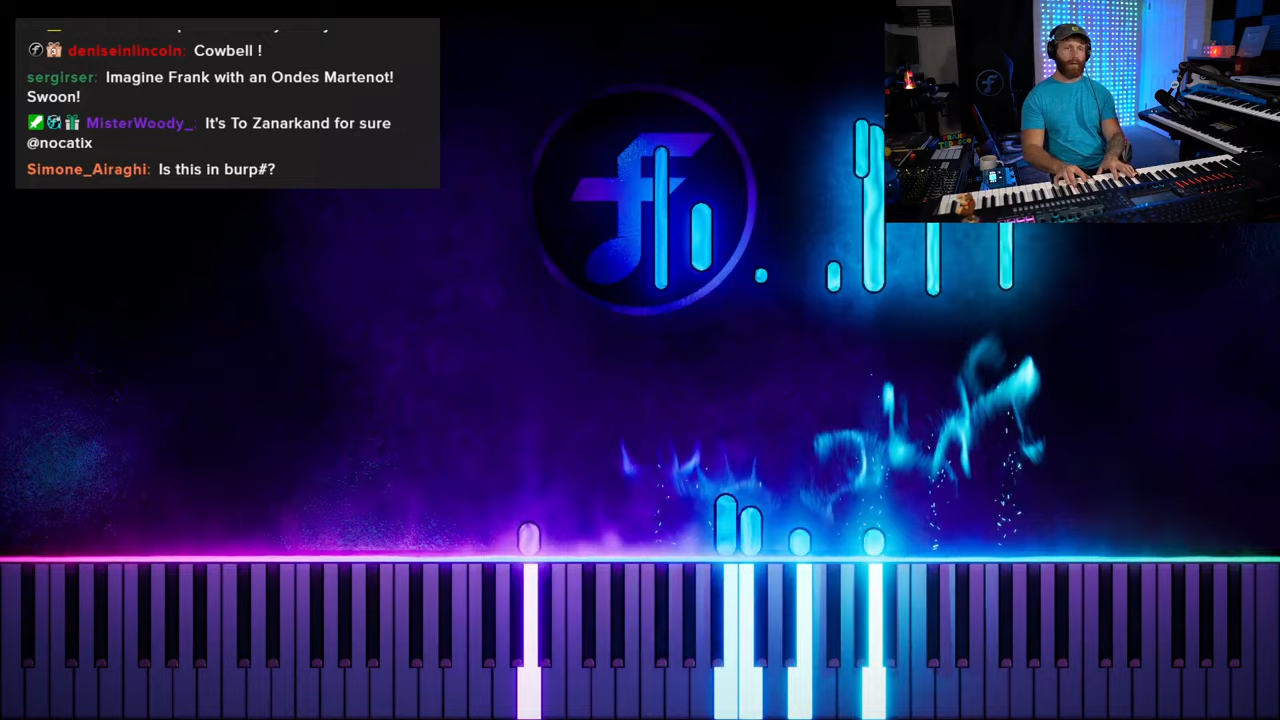 deniseinlincoln: Cowbell !
sergirser: Imagine Frank with an Ondes Martenot!
Swoon!
MisterWoody_: It's To Zanarkand for sure
@nocatix
Simone_Airaghi: Is this in burp#?